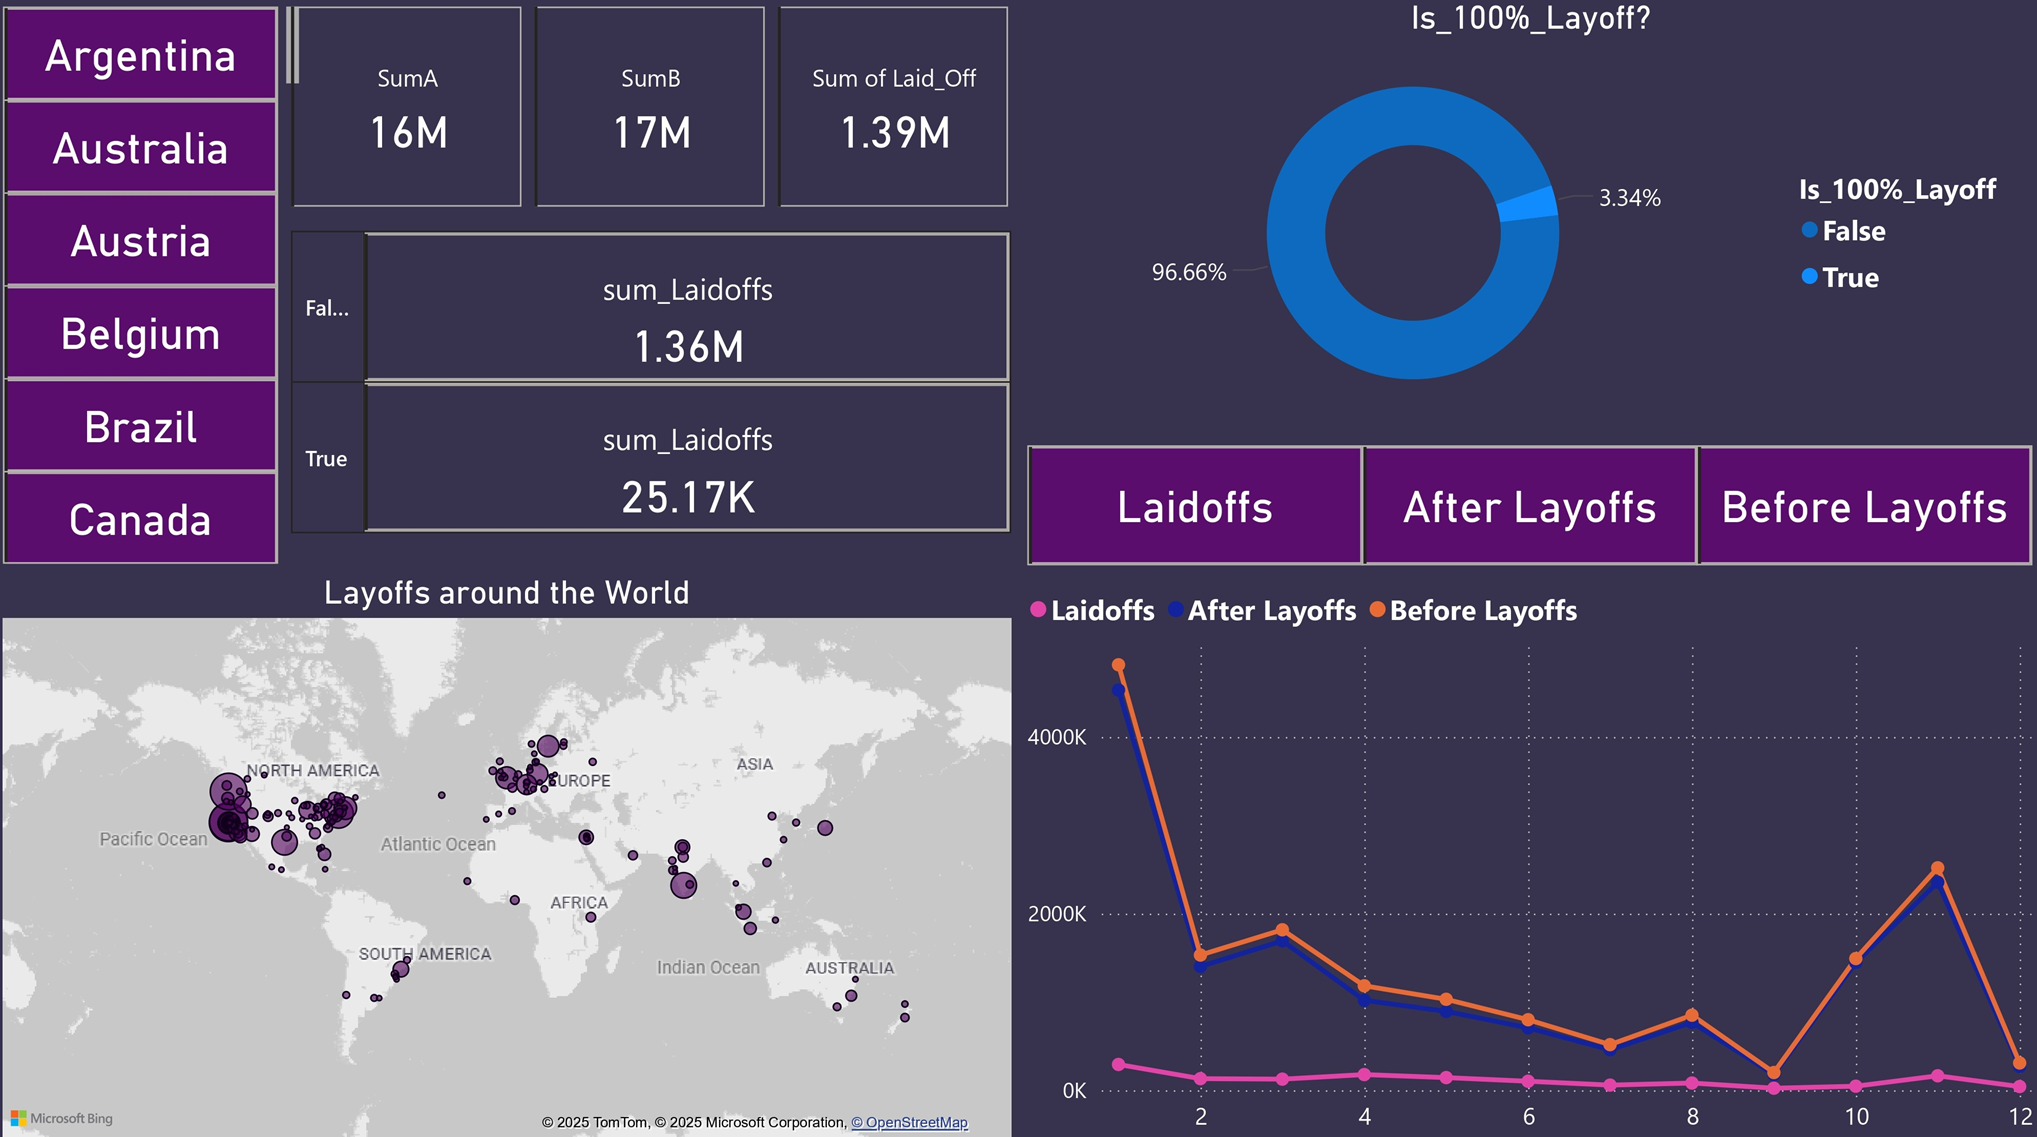 Argentina
Australia
Austria
Belgium
Brazil
Canada
SumA
16M
SumB
17M
Sum of Laid_Off
1.39M
Fal...
sum_Laidoffs
1.36M
True
sum_Laidoffs
25.17K
Is_100%_Layoff?
3.34%
96.66%
Is_100%_Layoff
False
True
Laidoffs
After Layoffs
Before Layoffs
Layoffs around the World
NORTH AMERICA
EUROPE
ASIA
Pacific Ocean
Atlantic Ocean
AFRICA
SOUTH AMERICA
Indian Ocean
AUSTRALIA
Microsoft Bing
© 2025 TomTom, © 2025 Microsoft Corporation, © OpenStreetMap
Laidoffs After Layoffs Before Layoffs
4000K
2000K
0K
2 4 6 8 10 12